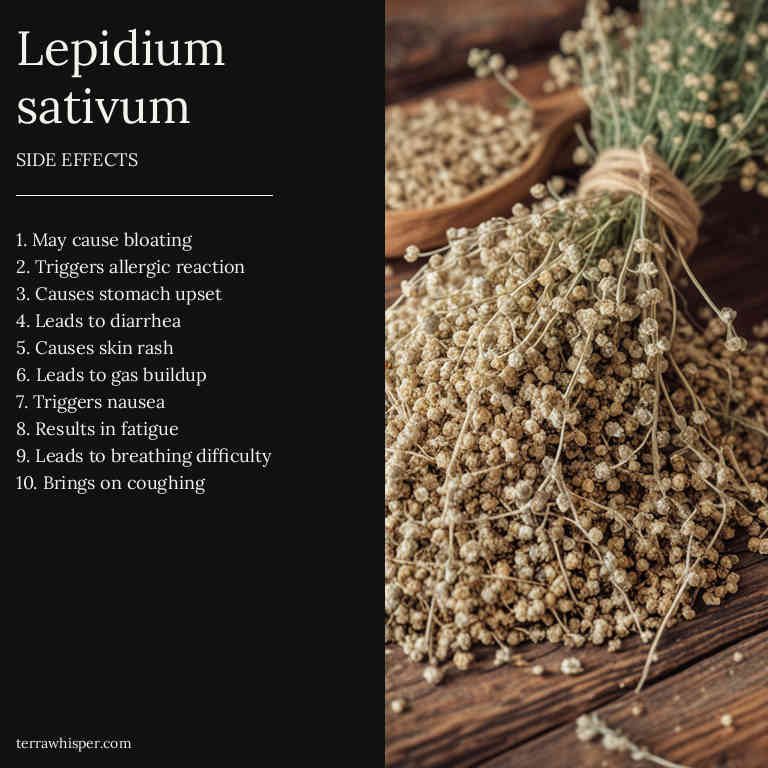 Lepidium
sativum
SIDE EFFECTS
1. May cause bloating
2. Triggers allergic reaction
3. Causes stomach upset
4. Leads to diarrhea
5. Causes skin rash
6. Leads to gas buildup
7. Triggers nausea
8. Results in fatigue
9. Leads to breathing difficulty
10. Brings on coughing
terrawhisper.com